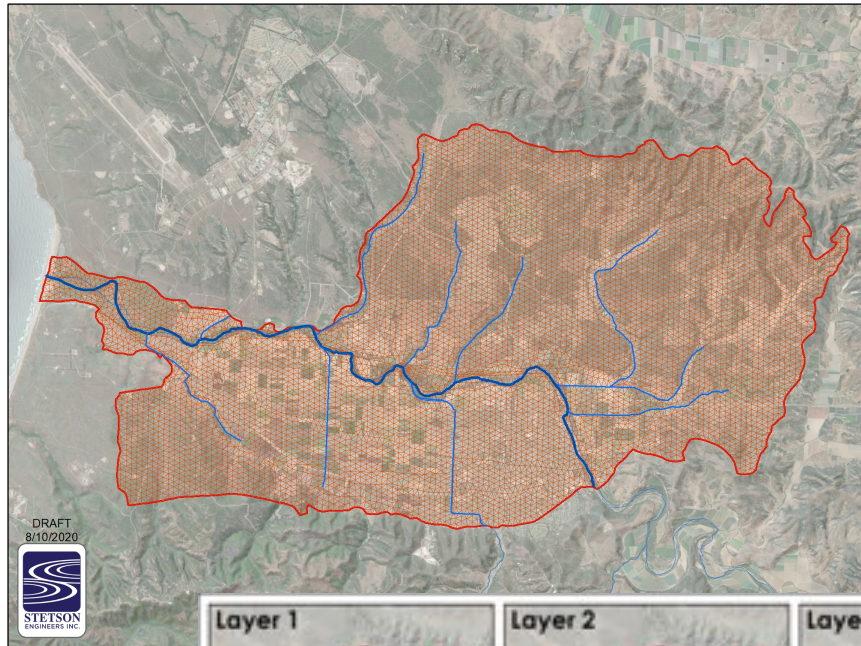 DRAFT
8/10/2020
STETSON
ENGINEERS INC.
Layer 1
Layer 2
Laye